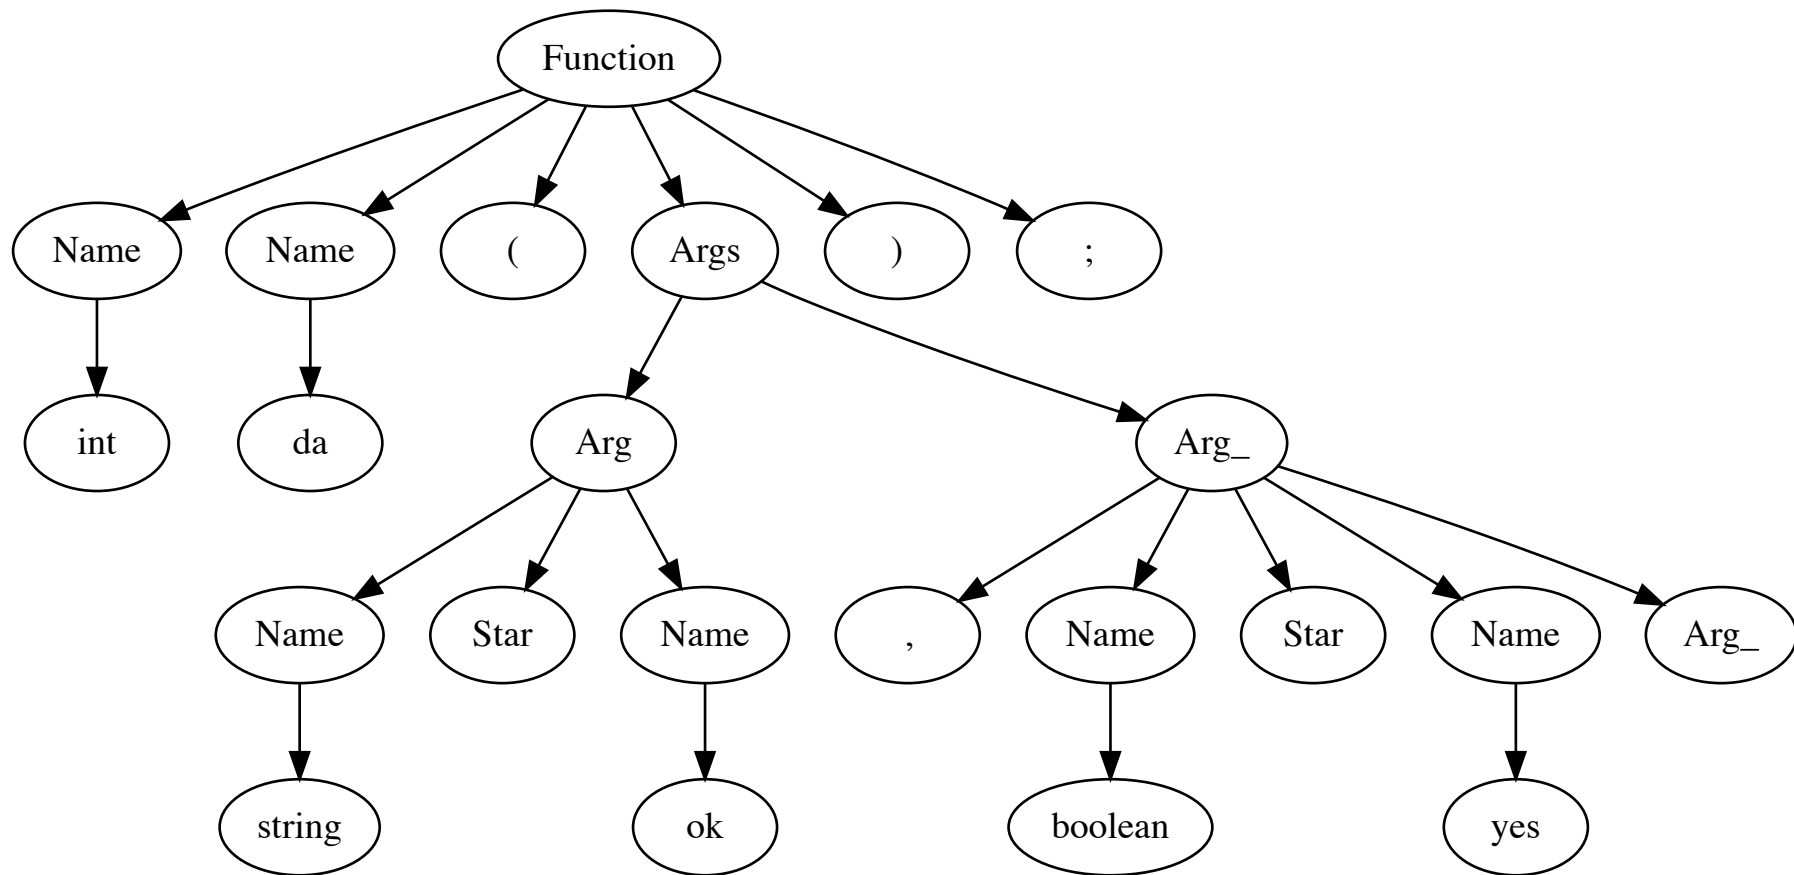 Function
Name Name ( Args ) ;
int da Arg Arg_
Name Star Name , Name Star Name Arg_
string ok boolean yes